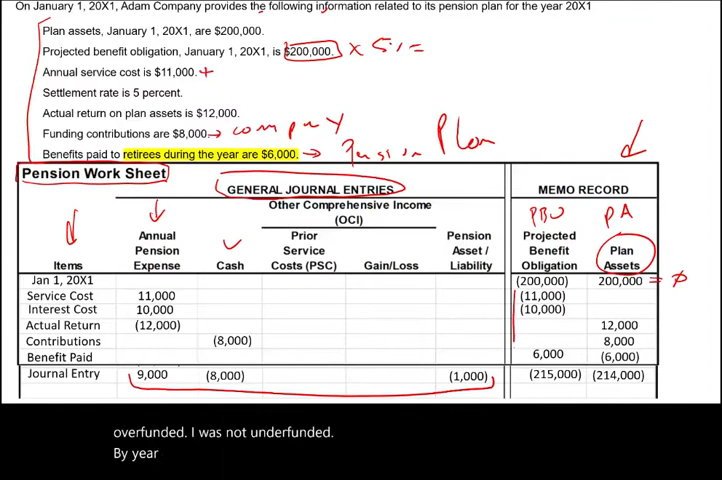 On January 1, 20X1, Adam Company provides the following information related to its pension plan for the year 20X1
Plan assets, January 1, 20X1, are $200,000.
Projected benefit obligation, January 1, 20X1, is $200,000. × 5% =
Annual service cost is $11,000. +
Settlement rate is 5 percent.
Actual return on plan assets is $12,000.
Funding contributions are $8,000 → company
Benefits paid to retirees during the year are $6,000. → Pension Plan
Pension Work Sheet
GENERAL JOURNAL ENTRIES MEMO RECORD
Other Comprehensive Income
(OCI)
PBO PA
Annual Prior Pension Projected
Pension Service Asset / Benefit Plan
Items Expense Cash Costs (PSC) Gain/Loss Liability Obligation Assets
Jan 1, 20X1 (200,000) 200,000 = ø
Service Cost 11,000 (11,000)
Interest Cost 10,000 (10,000)
Actual Return (12,000) 12,000
Contributions (8,000) 8,000
Benefit Paid 6,000 (6,000)
Journal Entry 9,000 (8,000) (1,000) (215,000) (214,000)
overfunded. I was not underfunded.
By year